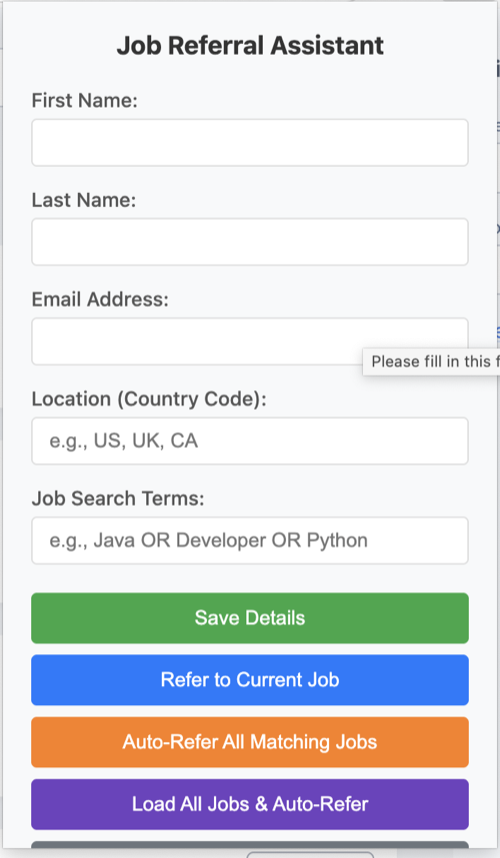 Job Referral Assistant
First Name:
Last Name:
Email Address:
Please fill in this f
Location (Country Code):
e.g., US, UK, CA
Job Search Terms:
e.g., Java OR Developer OR Python
Save Details
Refer to Current Job
Auto-Refer All Matching Jobs
Load All Jobs & Auto-Refer